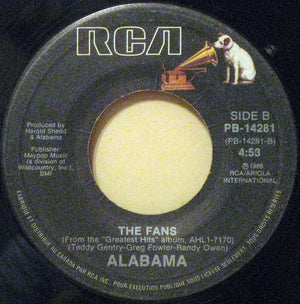 RCA
SIDE B
PB-14281
(PB-14281-B)
4:53
℗1986
RCA/ARIOLA
INTERNATIONAL
Produced by
Harold Shedd
& Alabama
Publisher:
Maypop Music
(a division of
Wildcountry, Inc.),
BMI
THE FANS
(From the "Greatest Hits" album, AHL1-7170)
(Teddy Gentry-Greg Fowler-Randy Owen)
ALABAMA